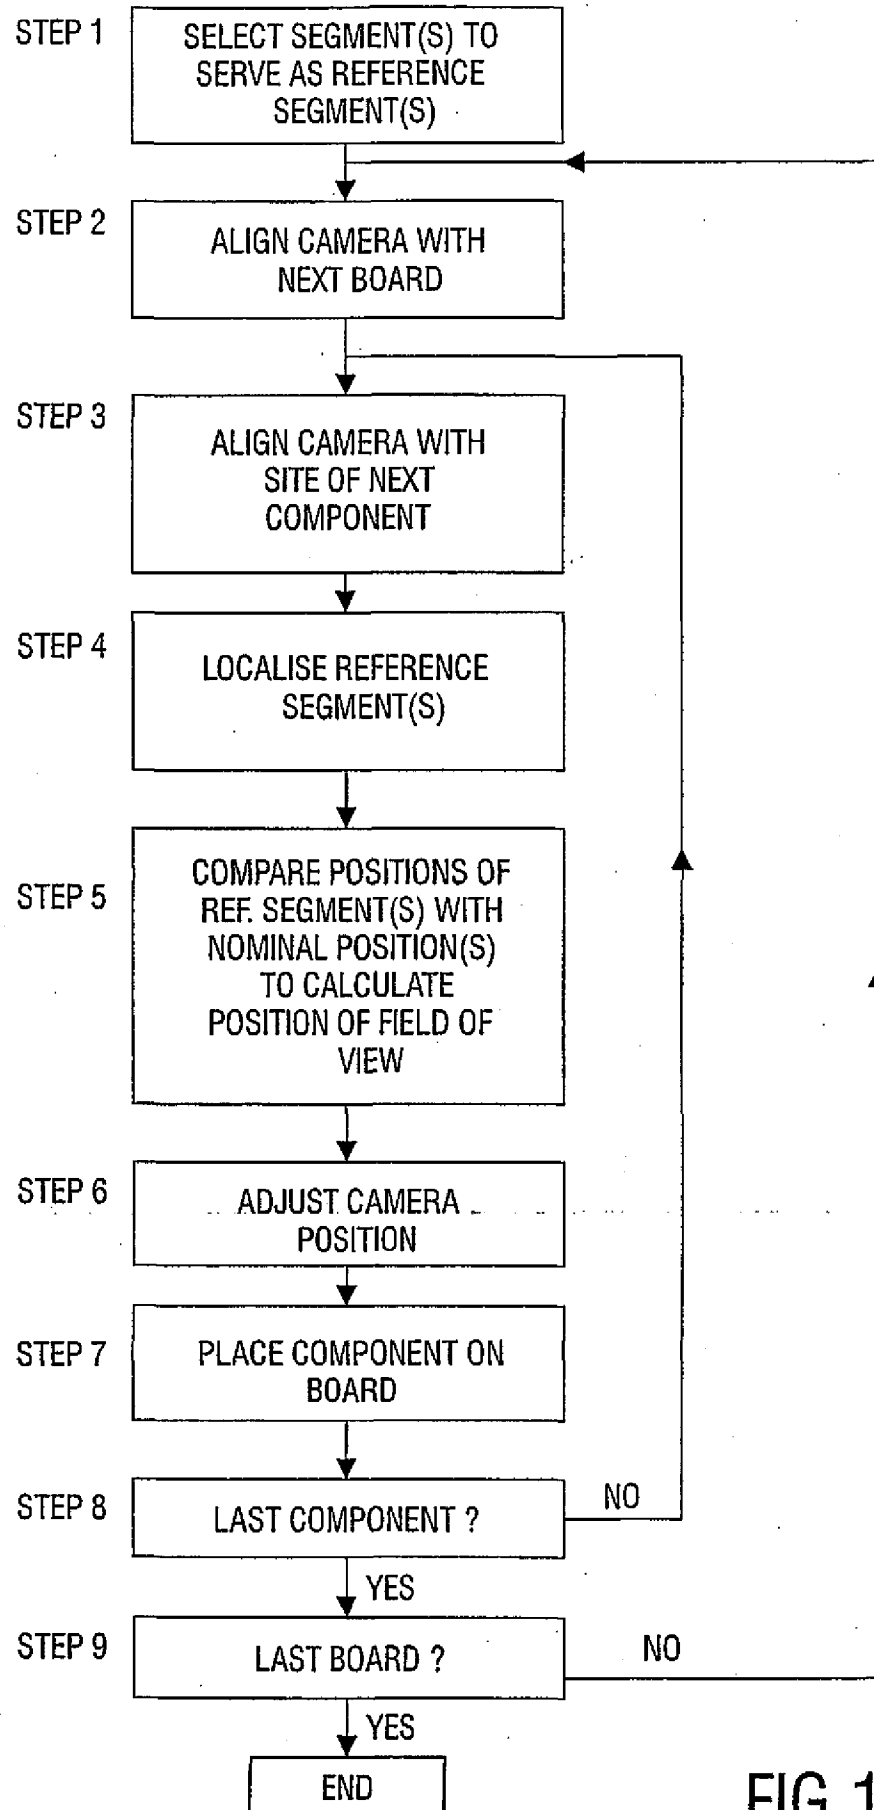 STEP 1
SELECT SEGMENT(S) TO
SERVE AS REFERENCE
SEGMENT(S)
STEP 2
ALIGN CAMERA WITH
NEXT BOARD
STEP 3
ALIGN CAMERA WITH
SITE OF NEXT
COMPONENT
STEP 4
LOCALISE REFERENCE
SEGMENT(S)
STEP 5
COMPARE POSITIONS OF
REF. SEGMENT(S) WITH
NOMINAL POSITION(S)
TO CALCULATE
POSITION OF FIELD OF
VIEW
STEP 6
ADJUST CAMERA
POSITION
STEP 7
PLACE COMPONENT ON
BOARD
STEP 8
LAST COMPONENT ?
NO
YES
STEP 9
LAST BOARD ?
NO
YES
END
FIG. 1